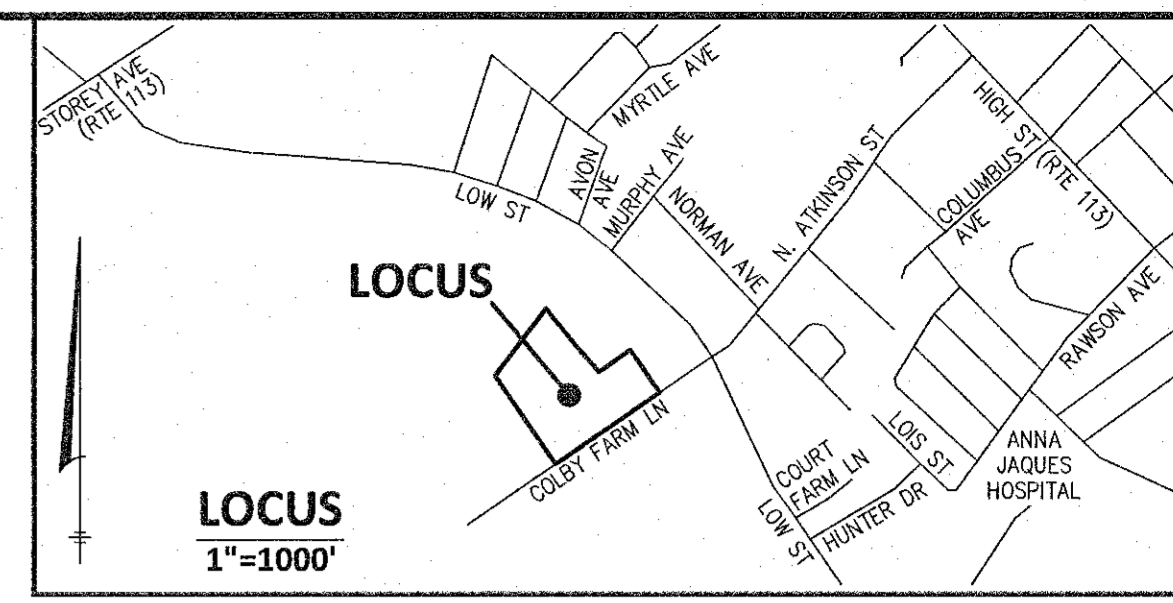 STOREY AVE
(RTE 113)
LOW ST
AVON
AVE
MYRTLE AVE
MURPHY AVE
NORMAN AVE
N. ATKINSON ST
HIGH ST (RTE 113)
COLUMBUS
AVE
RAWSON AVE
LOCUS
COLBY FARM LN
LOIS ST
COURT
FARM LN
HUNTER DR
LOW ST
ANNA
JAQUES
HOSPITAL
LOCUS
1"=1000'